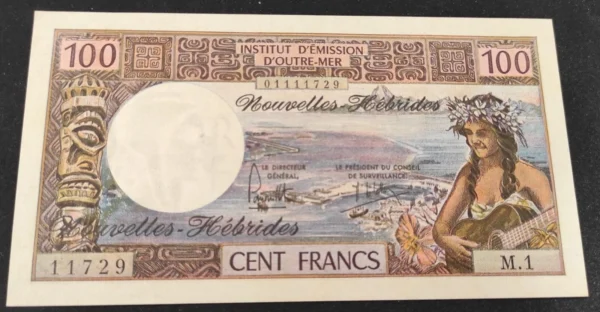 100
INSTITUT D'ÉMISSION
D'OUTRE-MER
100
01111729
Nouvelles-Hébrides
LE DIRECTEUR
GÉNÉRAL,
LE PRÉSIDENT DU CONSEIL
DE SURVEILLANCE
Nouvelles-Hébrides
11729
CENT FRANCS
M.1